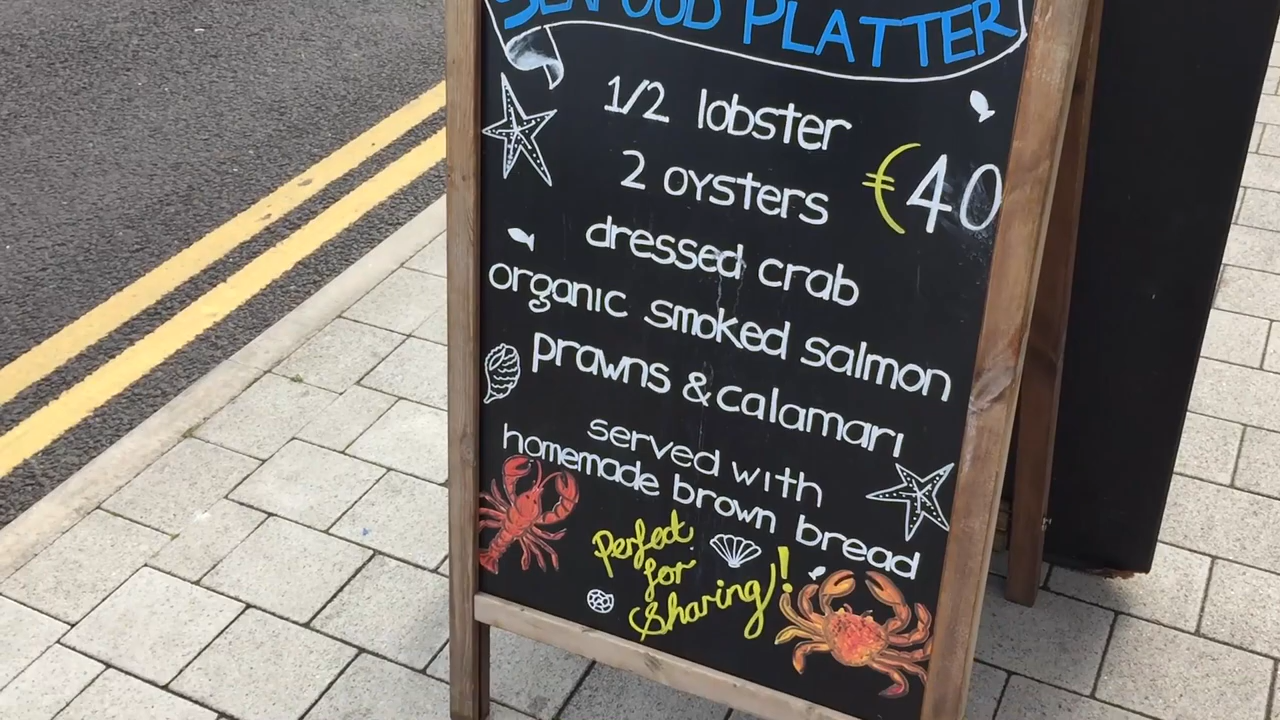 SEAFOOD PLATTER
1/2 lobster
2 oysters €40
dressed crab
organic smoked salmon
prawns & calamari
served with
homemade brown bread
Perfect
for
Sharing!